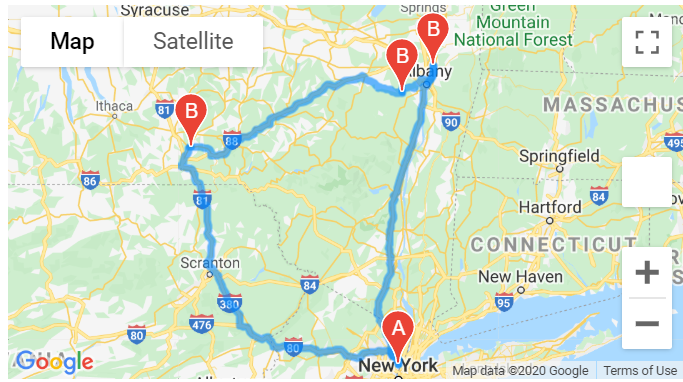 Syracuse
Springs
Green
Mountain
National Forest
Map
Satellite
B
B
Albany
Ithaca
81
B
MASSACHUS
88
90
495
Springfield
86
81
84
Hartford
CONNECTICUT
Scranton
New Haven
84
380
95
476
A
80
80
New York
Google
Map data ©2020 Google
Terms of Use